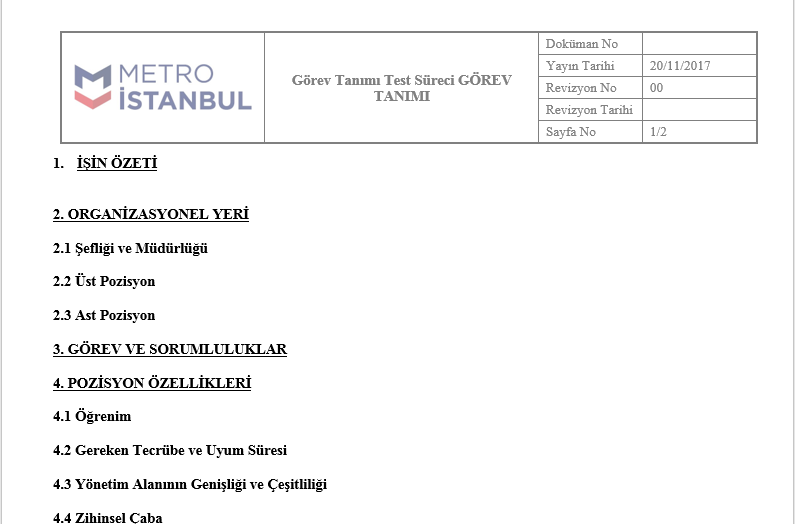 METRO
İSTANBUL
Görev Tanımı Test Süreci GÖREV
TANIMI
Doküman No
Yayın Tarihi 20/11/2017
Revizyon No 00
Revizyon Tarihi
Sayfa No 1/2
1. İŞİN ÖZETİ
2. ORGANİZASYONEL YERİ
2.1 Şefliği ve Müdürlüğü
2.2 Üst Pozisyon
2.3 Ast Pozisyon
3. GÖREV VE SORUMLULUKLAR
4. POZİSYON ÖZELLİKLERİ
4.1 Öğrenim
4.2 Gereken Tecrübe ve Uyum Süresi
4.3 Yönetim Alanının Genişliği ve Çeşitliliği
4.4 Zihinsel Çaba